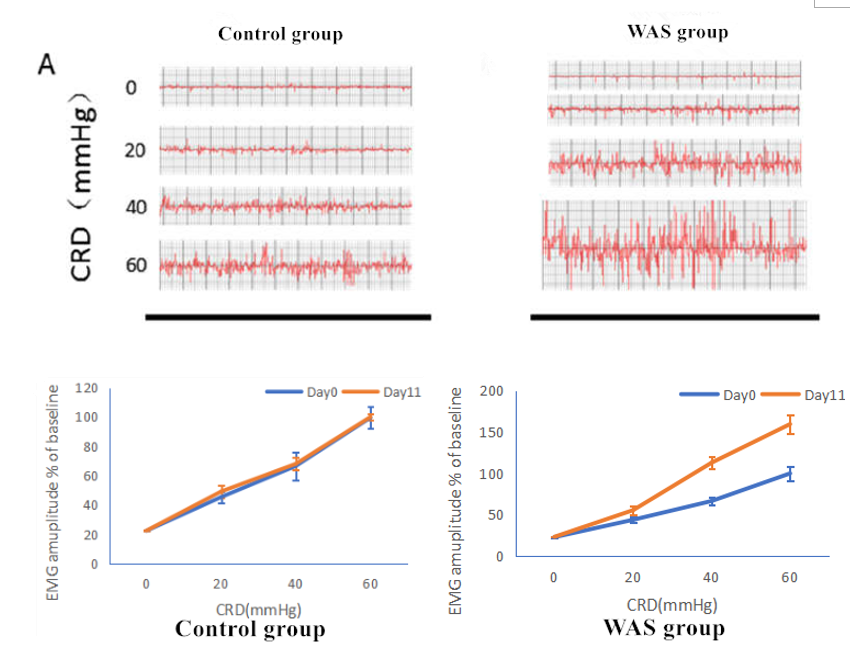 Control group
WAS group
A
CRD（mmHg）
0
20
40
60
EMG amuplitude % of baseline
120
100
80
60
40
20
0
Day0
Day11
0
20
40
60
CRD(mmHg)
Control group
EMG amuplitude % of baseline
200
150
100
50
0
Day0
Day11
0
20
40
60
CRD(mmHg)
WAS group